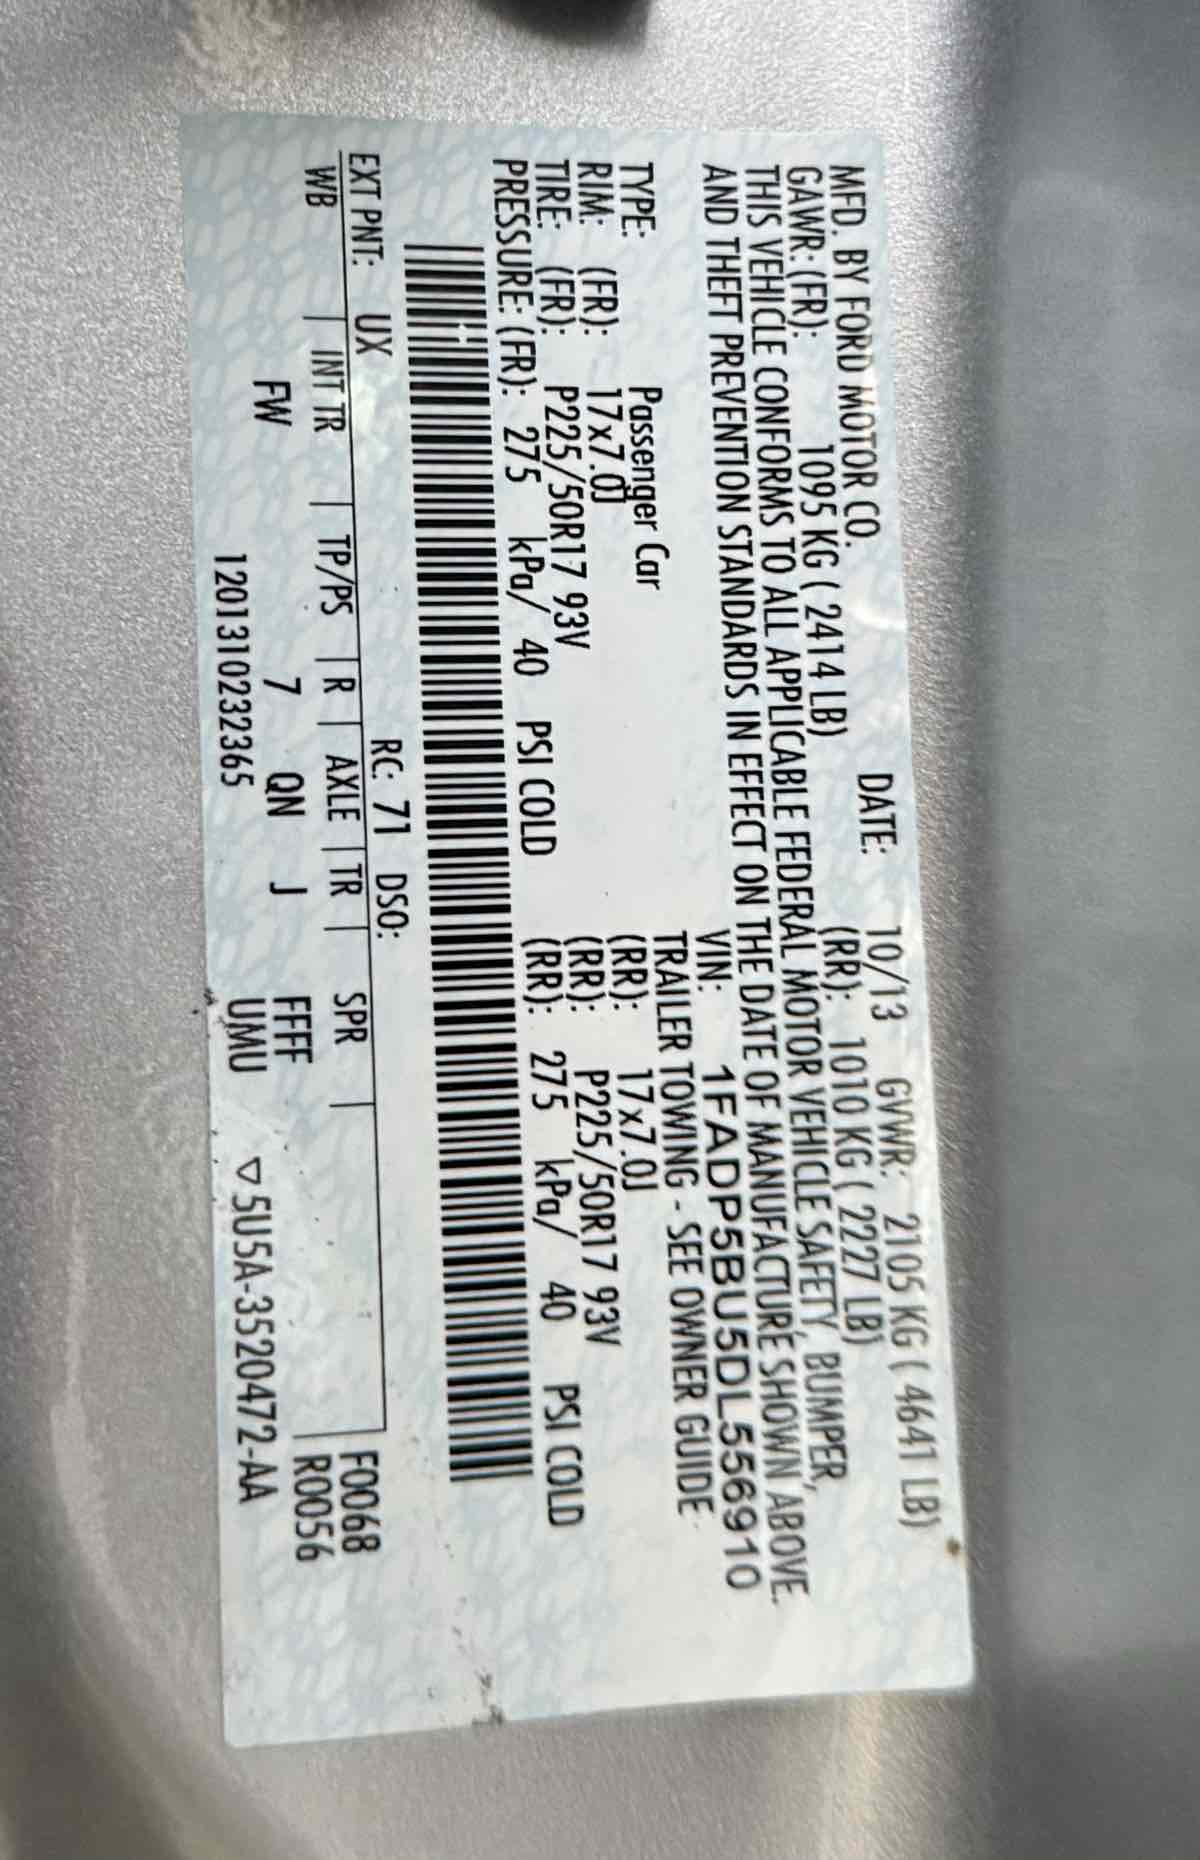 MFD. BY FORD MOTOR CO. DATE: 10/13 GVWR: 2105 KG ( 4641 LB)
GAWR: (FR): 1095 KG ( 2414 LB) (RR): 1010 KG ( 2227 LB)
THIS VEHICLE CONFORMS TO ALL APPLICABLE FEDERAL MOTOR VEHICLE SAFETY, BUMPER,
AND THEFT PREVENTION STANDARDS IN EFFECT ON THE DATE OF MANUFACTURE SHOWN ABOVE.
VIN: 1FADP5BU5DL556910
TYPE: Passenger Car TRAILER TOWING - SEE OWNER GUIDE
RIM: (FR): 17x7.0J (RR): 17x7.0J
TIRE: (FR): P225/50R17 93V (RR): P225/50R17 93V
PRESSURE: (FR): 275 kPa/ 40 PSI COLD (RR): 275 kPa/ 40 PSI COLD
EXT PNT: UX RC: 71 DSO: F0068
WB INT TR TP/PS R AXLE TR SPR R0056
FW 7 QN J FFFF
1201310232365 UMU ▽5U5A-3520472-AA